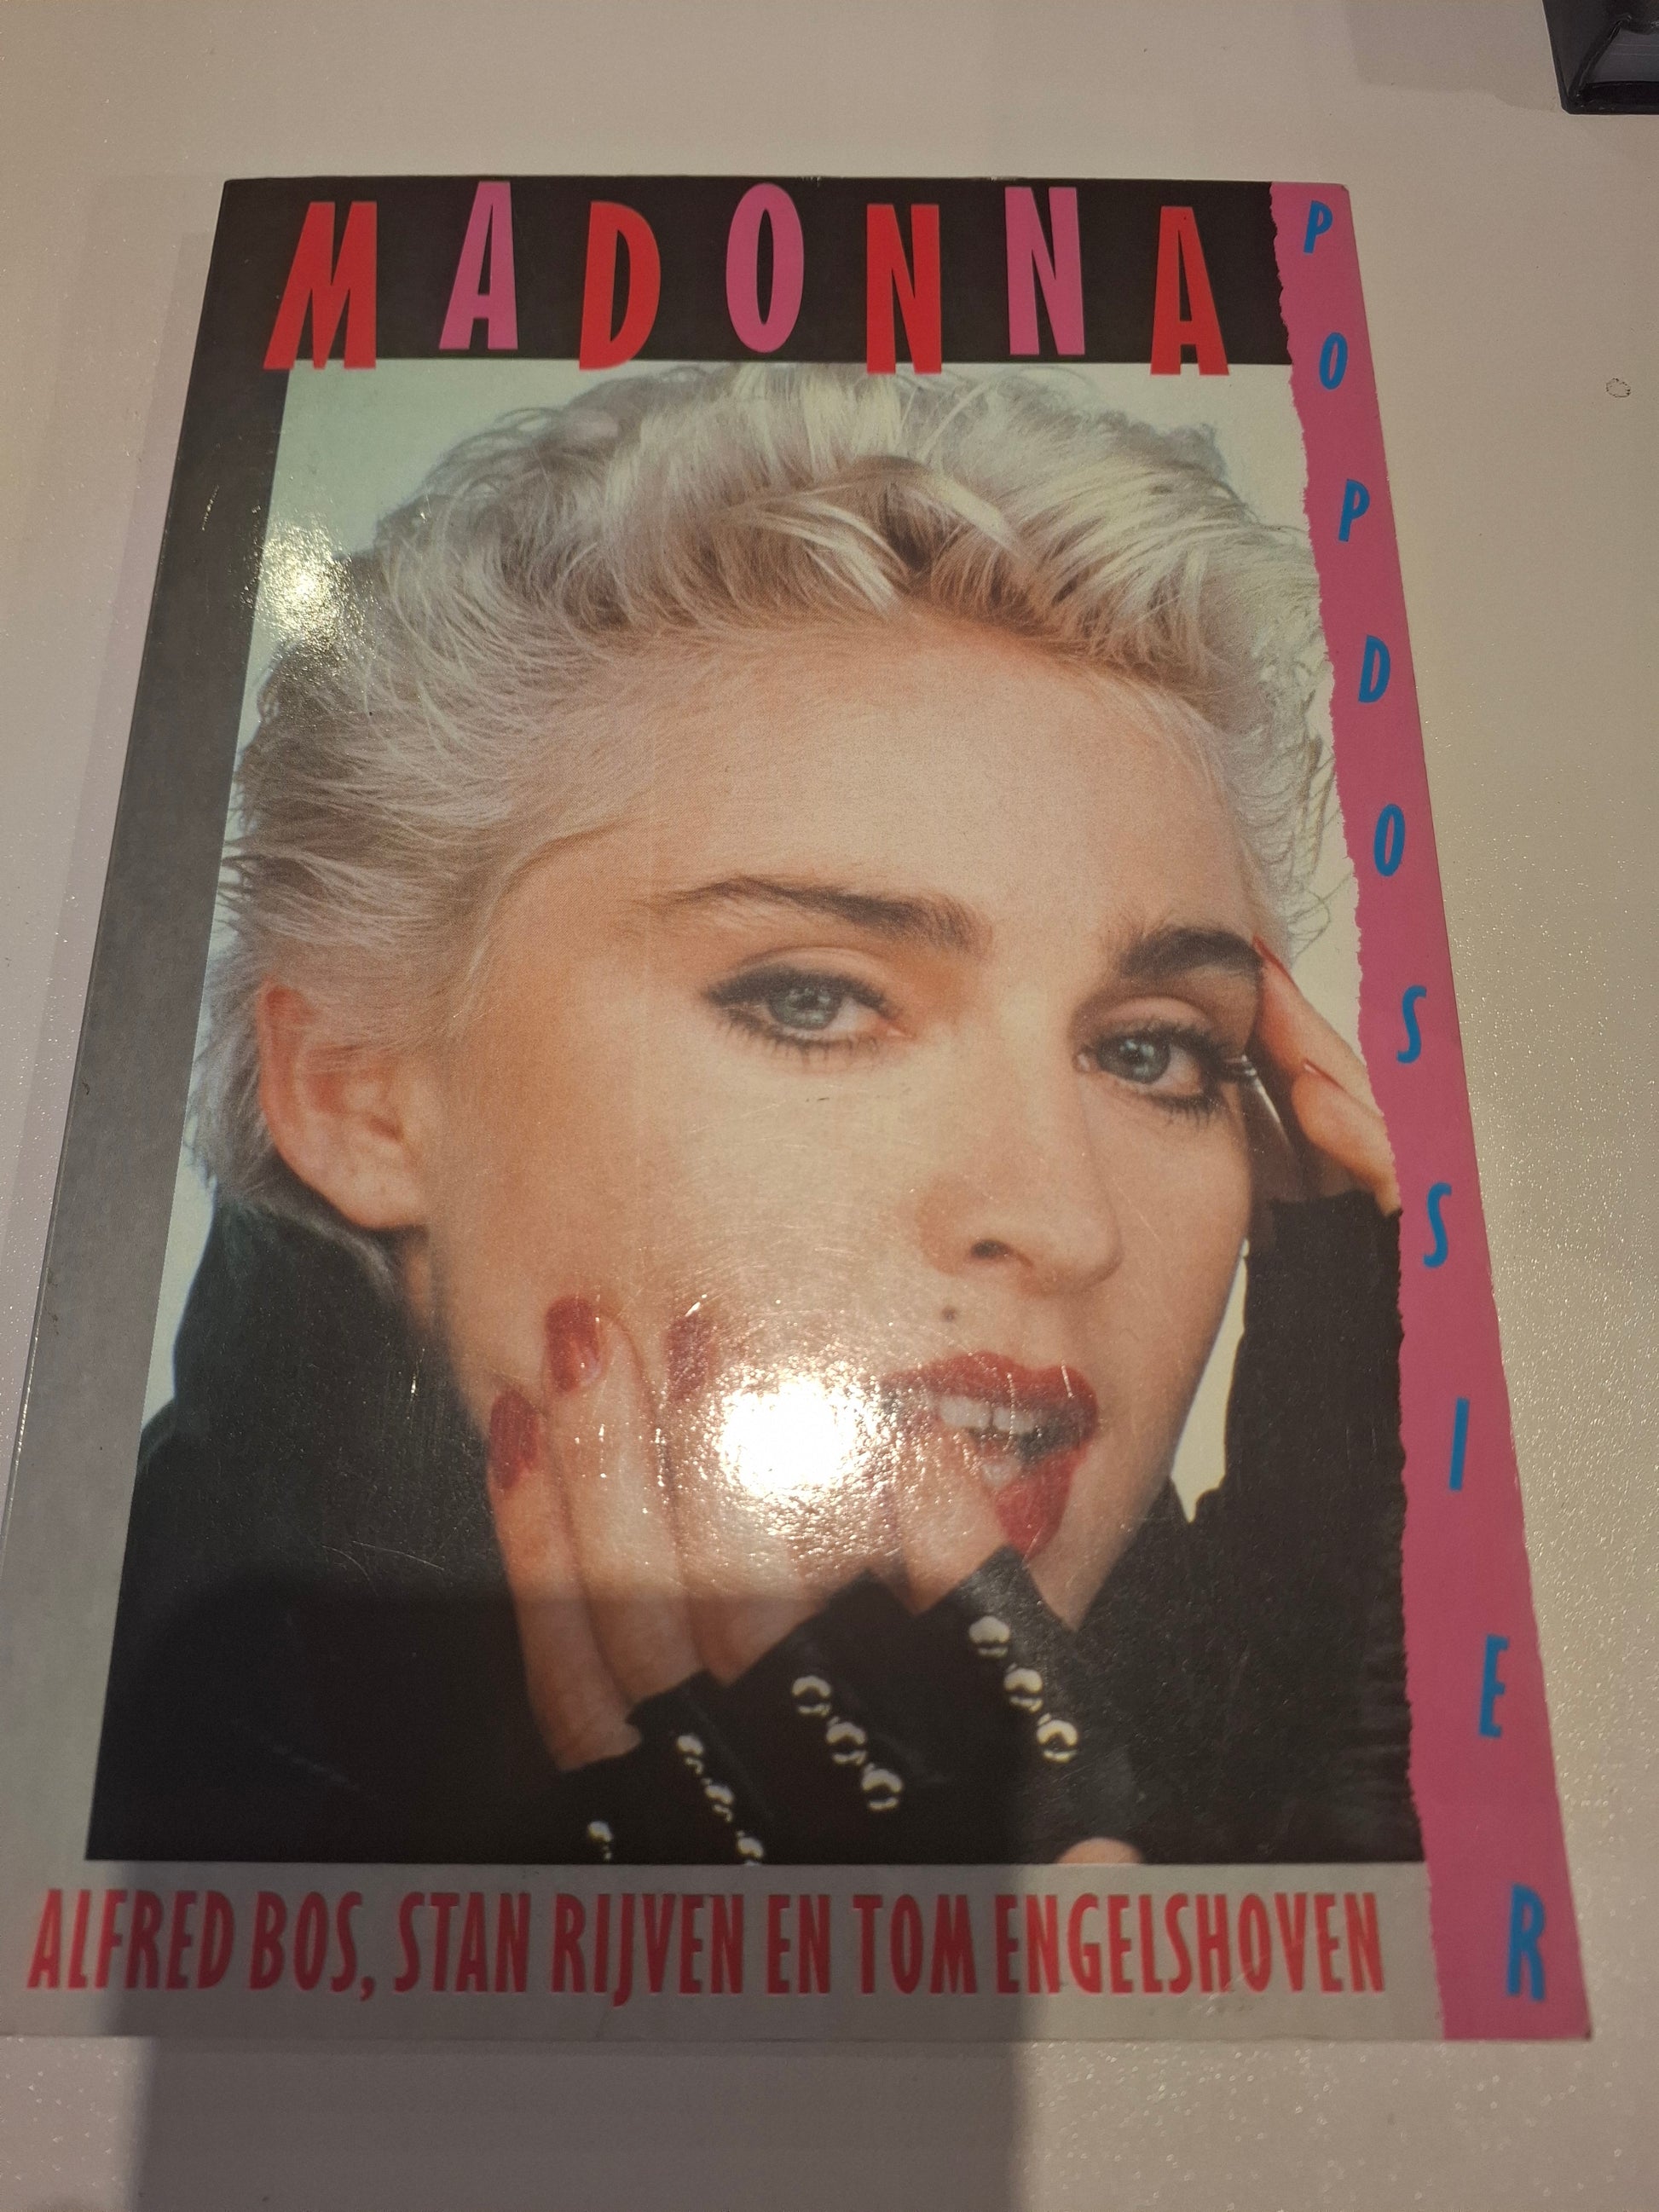 MADONNA
POPDOSSIER
ALFRED BOS, STAN RIJVEN EN TOM ENGELSHOVEN